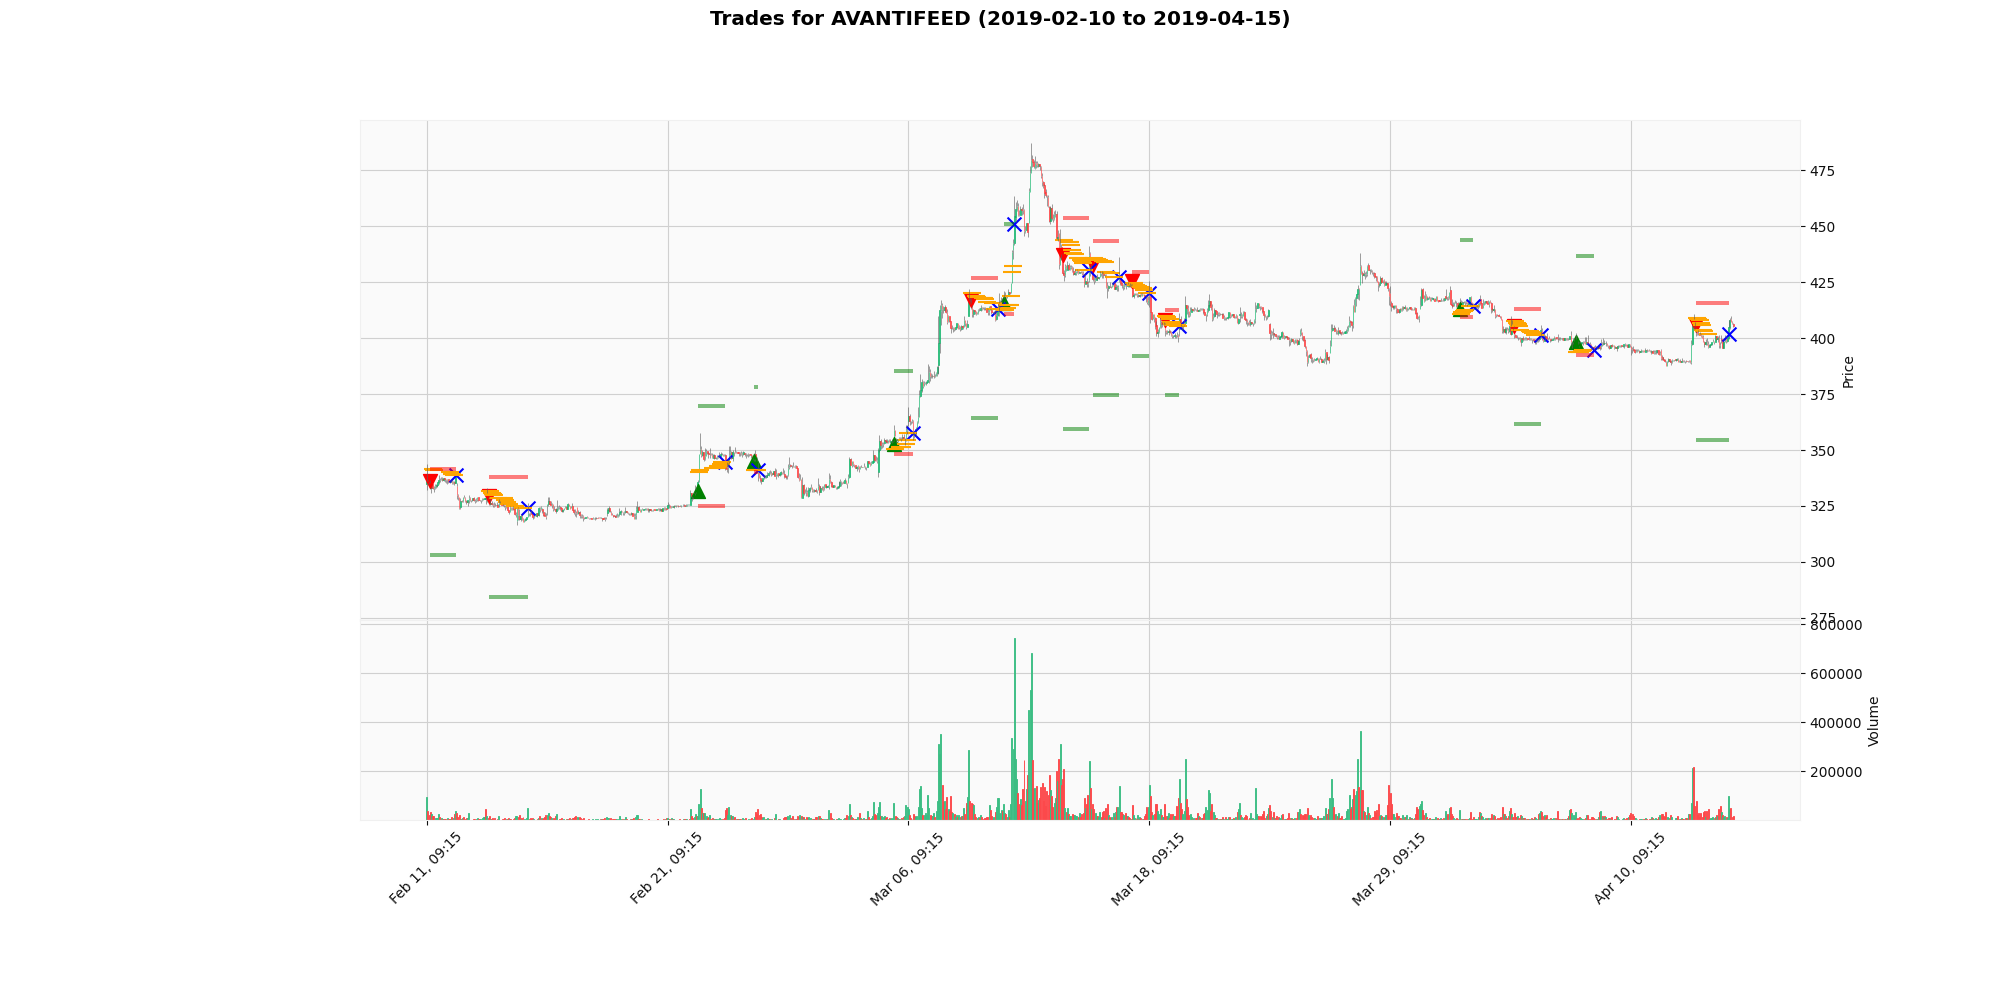 Trades for AVANTIFEED (2019-02-10 to 2019-04-15)
475
450
425
400
375
350
325
300
275
Price
800000
600000
400000
200000
Volume
Feb 11, 09:15
Feb 21, 09:15
Mar 06, 09:15
Mar 18, 09:15
Mar 29, 09:15
Apr 10, 09:15